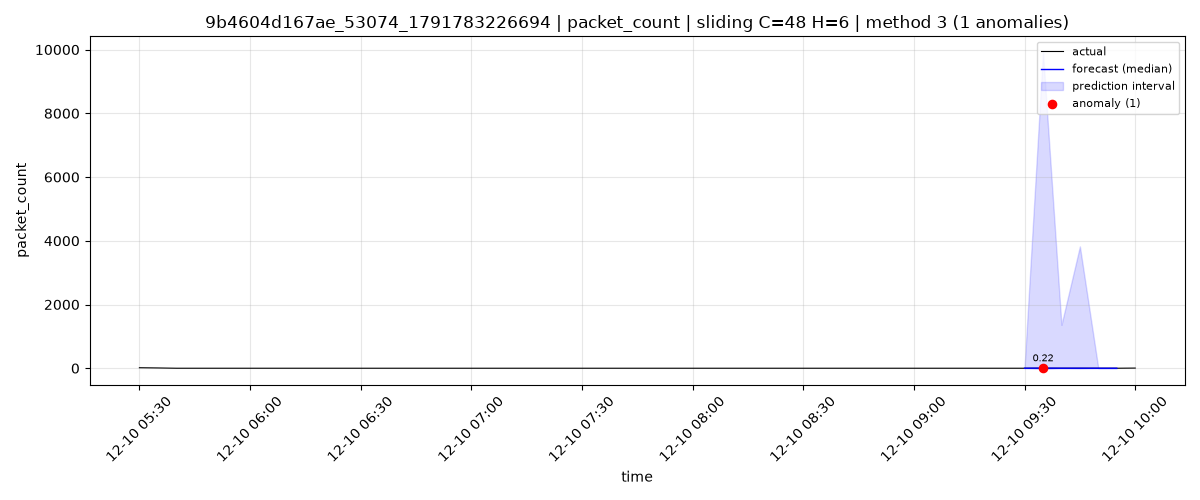 9b4604d167ae_53074_1791783226694 | packet_count | sliding C=48 H=6 | method 3 (1 anomalies)
10000
8000
6000
4000
2000
0
packet_count
actual
forecast (median)
prediction interval
anomaly (1)
0.22
12-10 05:30
12-10 06:00
12-10 06:30
12-10 07:00
12-10 07:30
12-10 08:00
12-10 08:30
12-10 09:00
12-10 09:30
12-10 10:00
time